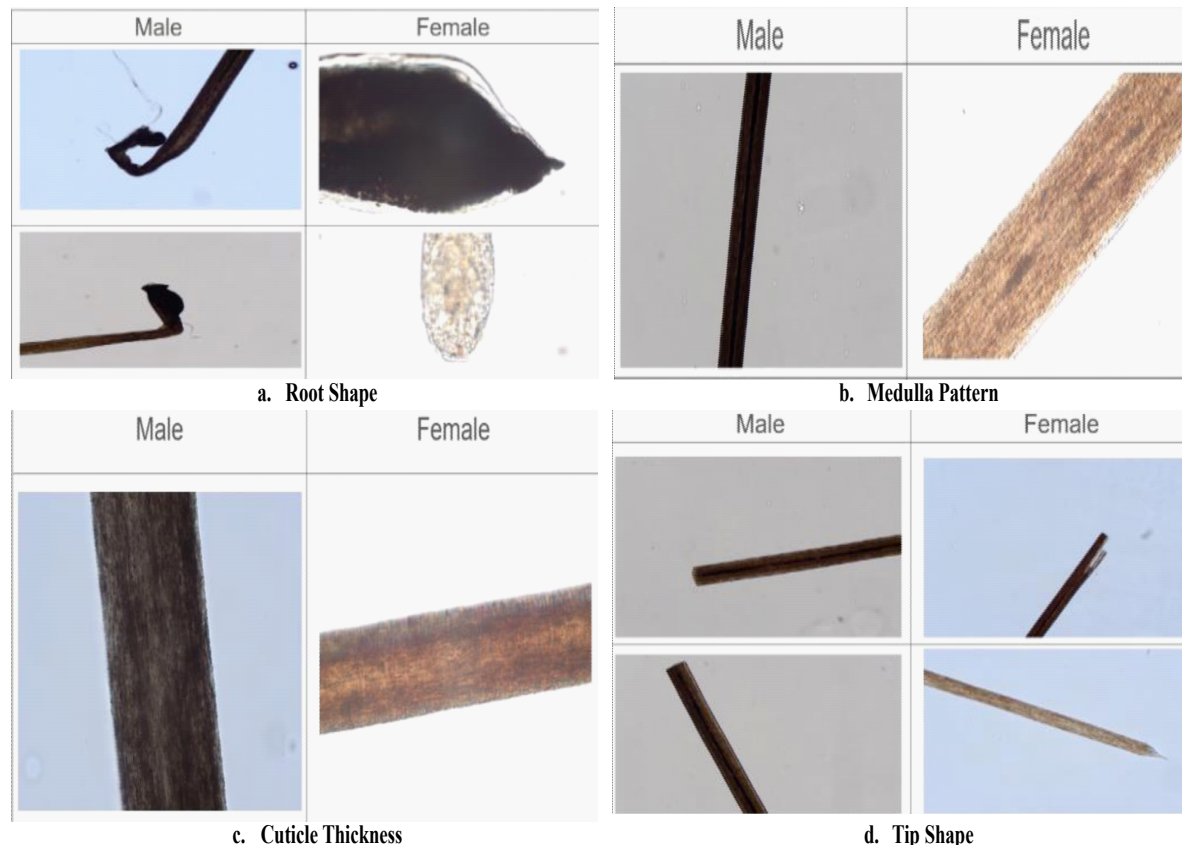 Male Female
a. Root Shape
Male Female
b. Medulla Pattern
Male Female
c. Cuticle Thickness
Male Female
d. Tip Shape